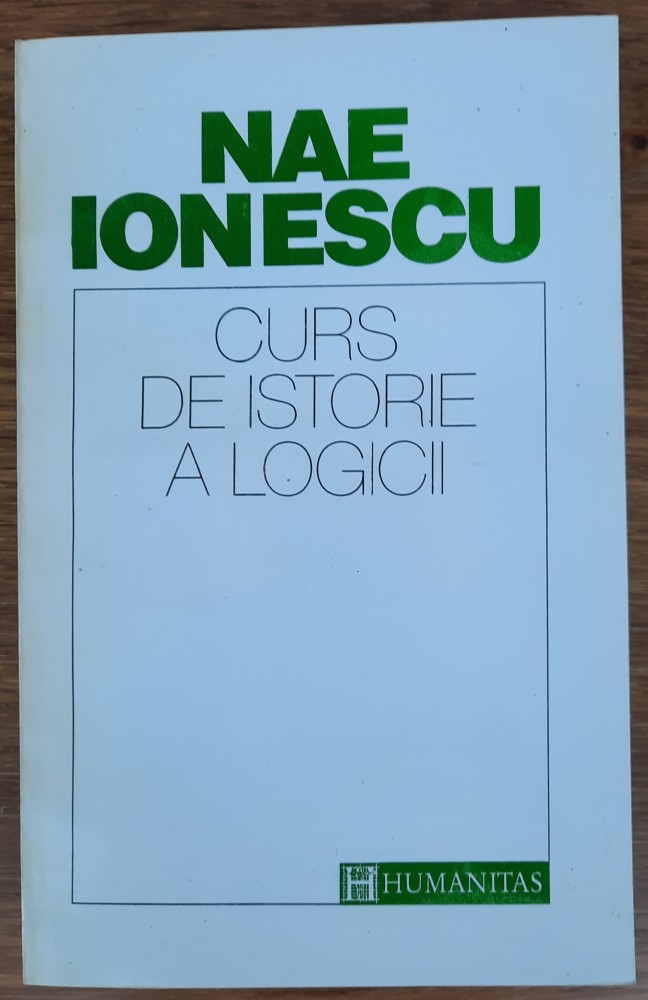 NAE
IONESCU
CURS
DE ISTORIE
A LOGICII
HUMANITAS